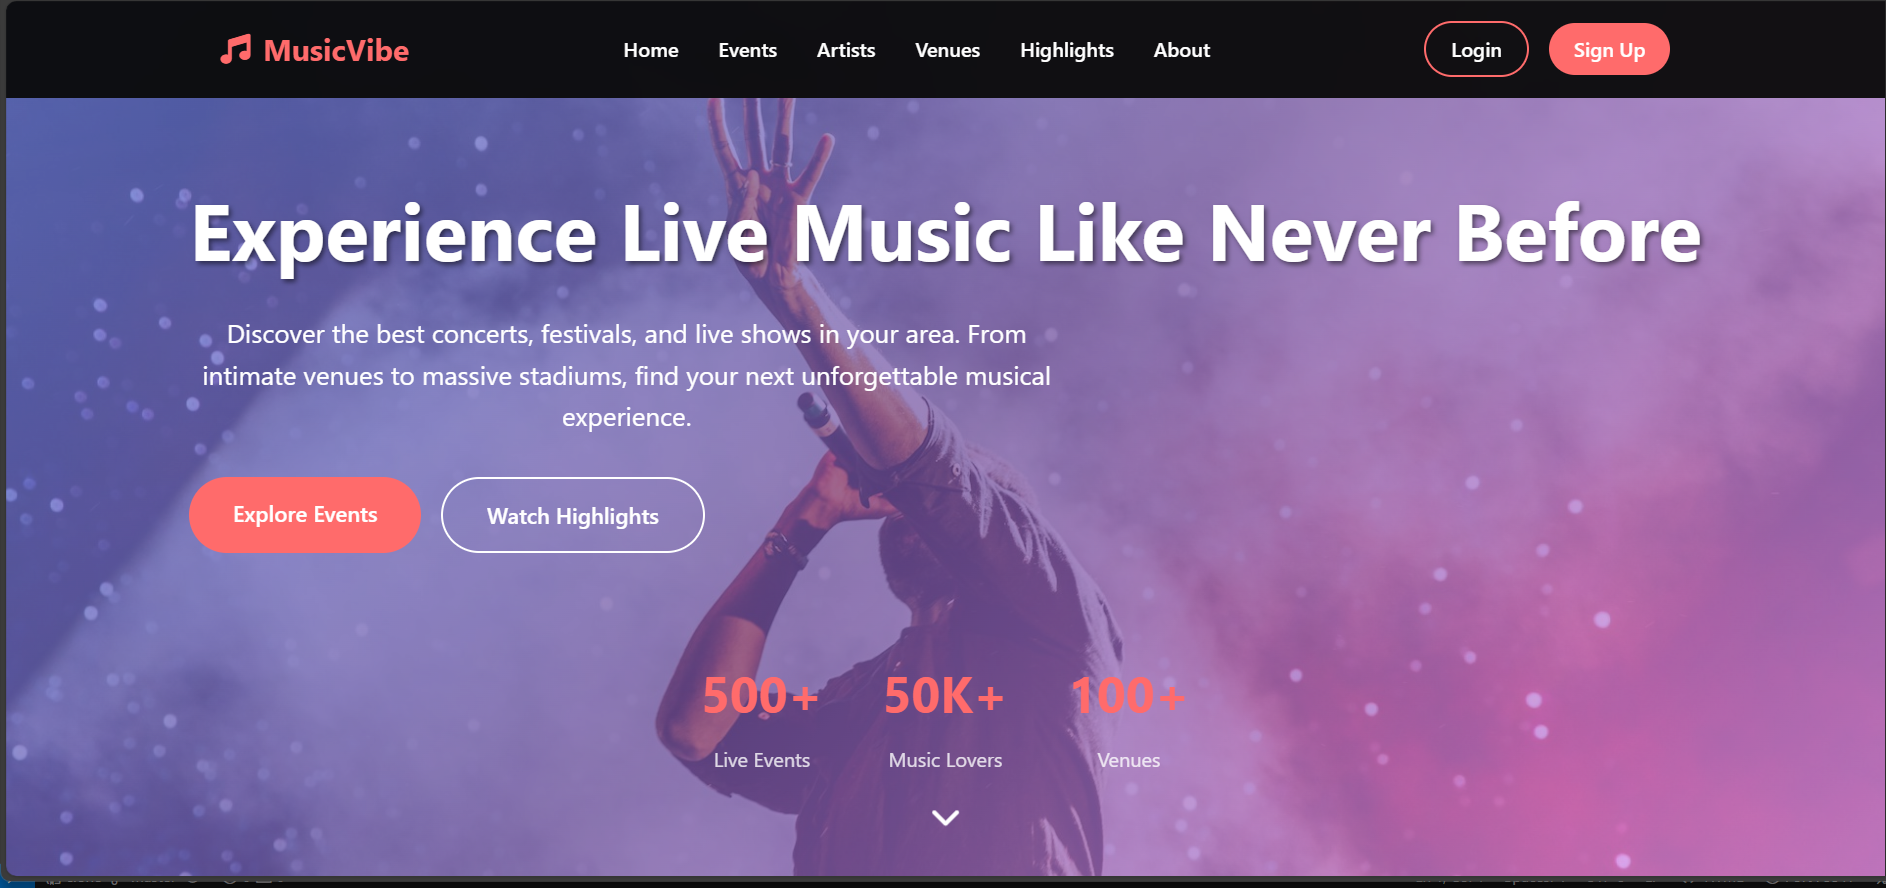 MusicVibe
Home Events Artists Venues Highlights About
Login Sign Up
Experience Live Music Like Never Before
Discover the best concerts, festivals, and live shows in your area. From
intimate venues to massive stadiums, find your next unforgettable musical
experience.
Explore Events Watch Highlights
500+ 50K+ 100+
Live Events Music Lovers Venues